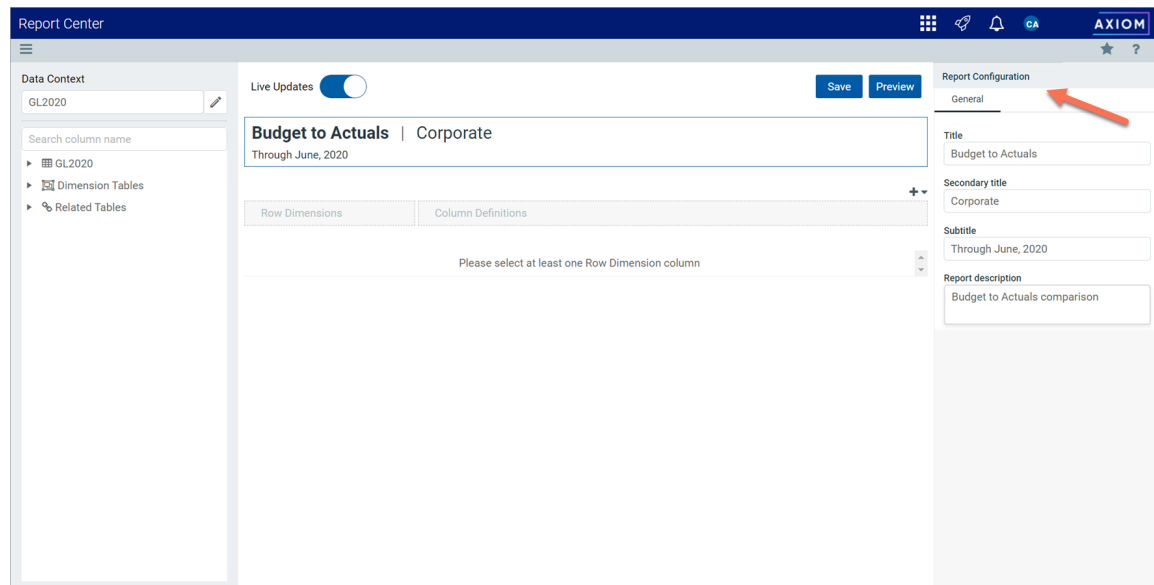 Report Center
CA
AXIOM
?
Data Context
GL2020
Search column name
GL2020
Dimension Tables
Related Tables
Live Updates
Save
Preview
Budget to Actuals | Corporate
Through June, 2020
Row Dimensions
Column Definitions
Please select at least one Row Dimension column
Report Configuration
General
Title
Budget to Actuals
Secondary title
Corporate
Subtitle
Through June, 2020
Report description
Budget to Actuals comparison